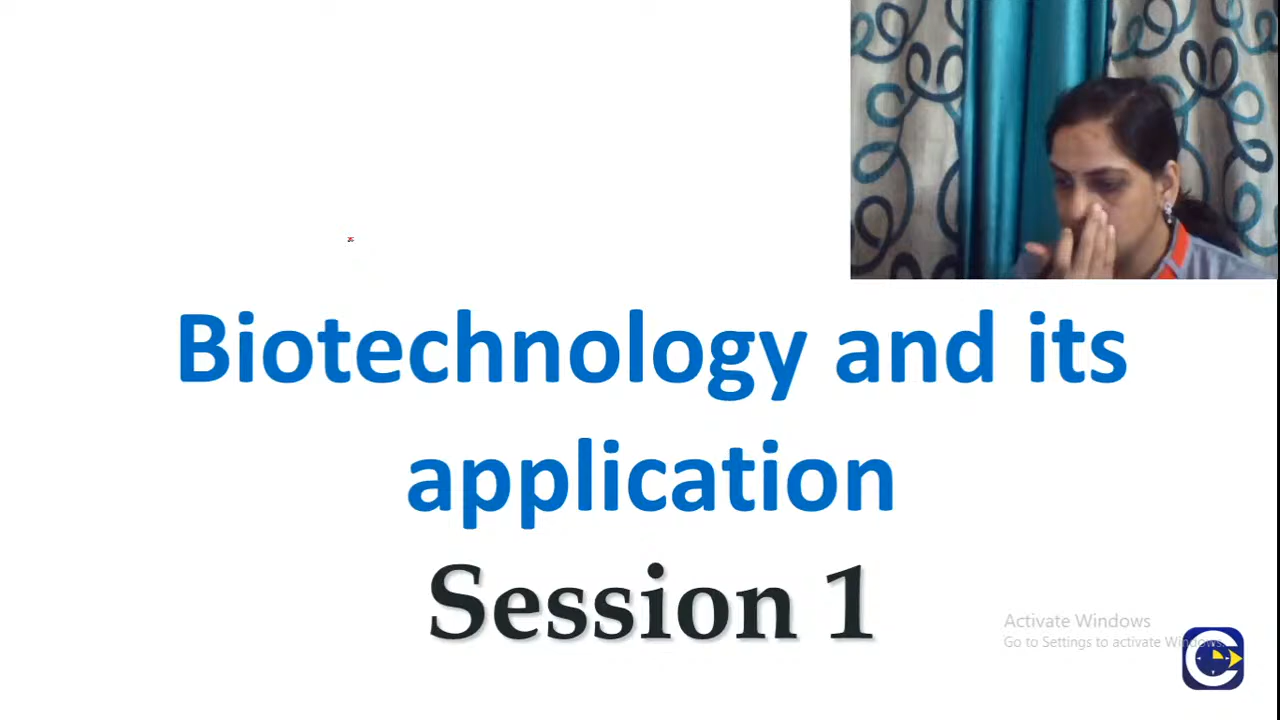 Biotechnology and its
application
Session 1
Activate Windows
Go to Settings to activate Windows.